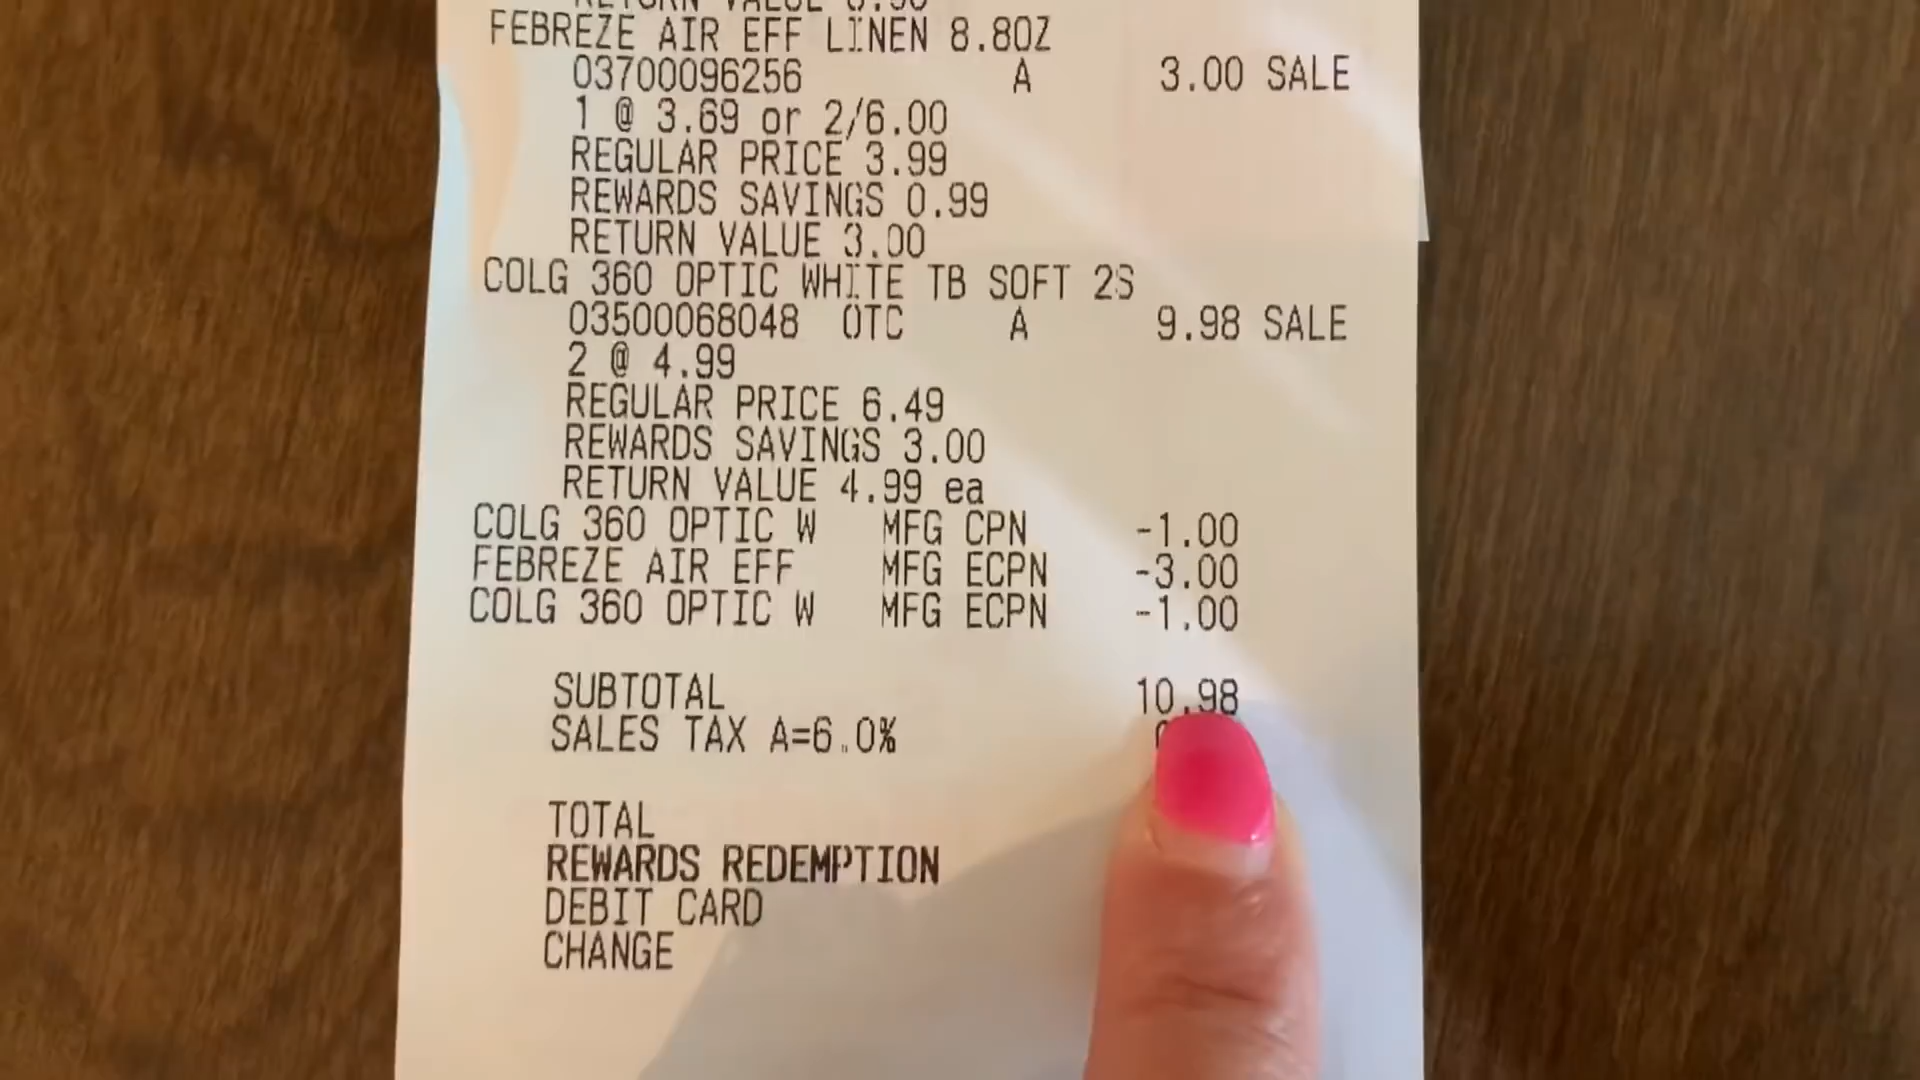 RETURN VALUE
FEBREZE AIR EFF LINEN 8.8OZ
03700096256 A 3.00 SALE
1 @ 3.69 or 2/6.00
REGULAR PRICE 3.99
REWARDS SAVINGS 0.99
RETURN VALUE 3.00
COLG 360 OPTIC WHITE TB SOFT 2S
03500068048 OTC A 9.98 SALE
2 @ 4.99
REGULAR PRICE 6.49
REWARDS SAVINGS 3.00
RETURN VALUE 4.99 ea
COLG 360 OPTIC W MFG CPN -1.00
FEBREZE AIR EFF MFG ECPN -3.00
COLG 360 OPTIC W MFG ECPN -1.00
SUBTOTAL 10.98
SALES TAX A=6.0%
TOTAL
REWARDS REDEMPTION
DEBIT CARD
CHANGE